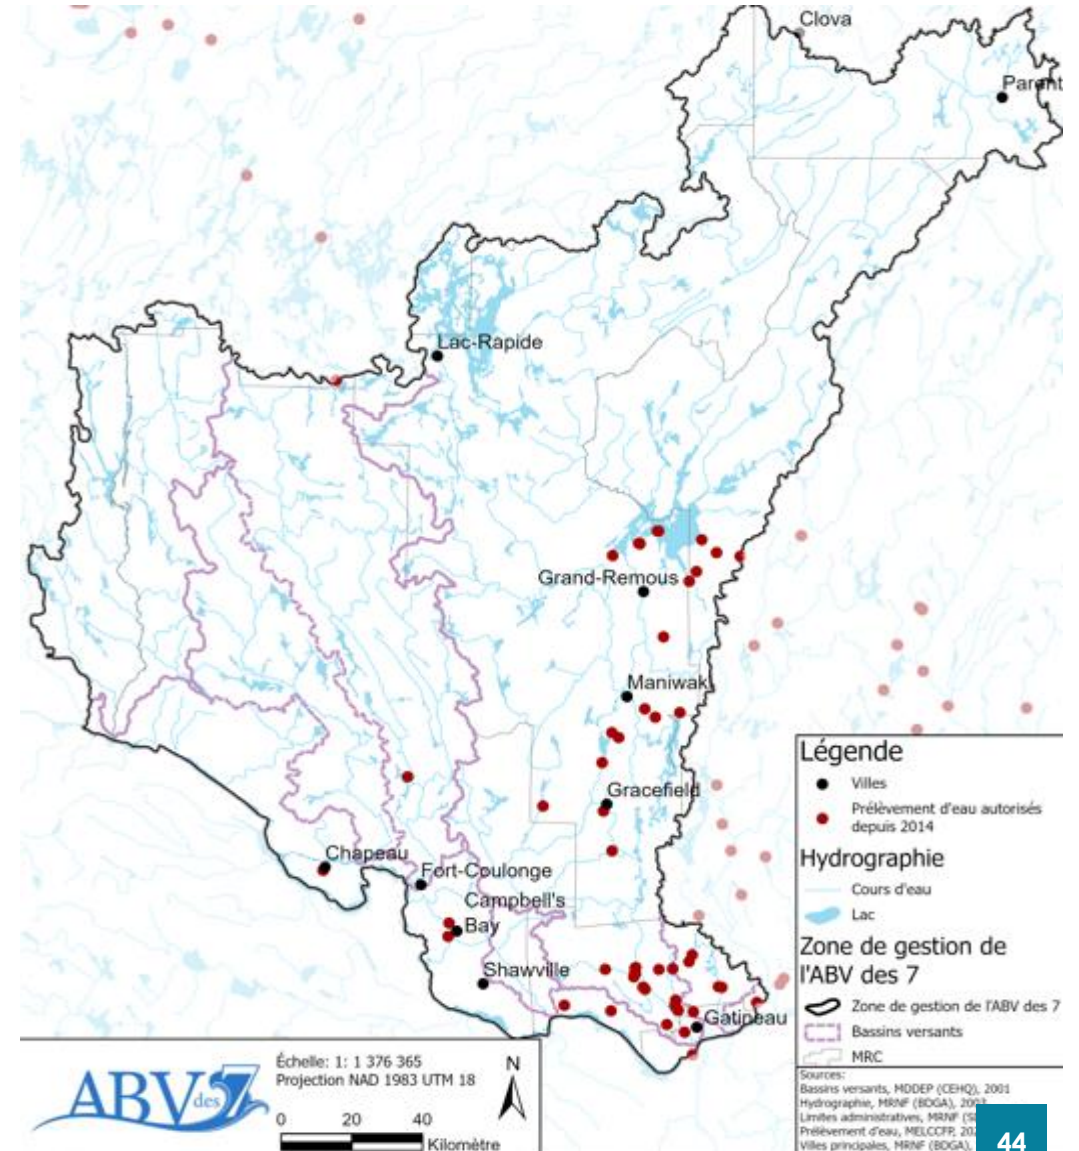 Clova
Parent
Lac-Rapide
Grand-Remous
Maniwak
Gracefield
Chapeau
Fort-Coulonge
Campbell's
Bay
Shawville
Gatineau
Légende
Villes
Prélèvement d'eau autorisés
depuis 2014
Hydrographie
Cours d'eau
Lac
Zone de gestion de
l'ABV des 7
Zone de gestion de l'ABV des 7
Bassins versants
MRC
Sources:
Bassins versants, MDDEP (CEHQ), 2001
Hydrographie, MRNF (BDGA),
Limites administratives, MRNF
Prélèvement d'eau, MELCCFP,
Villes principales, MRNF (BDGA),
44
ABV des 7
Échelle: 1: 1 376 365
Projection NAD 1983 UTM 18
N
0 20 40
Kilomètre